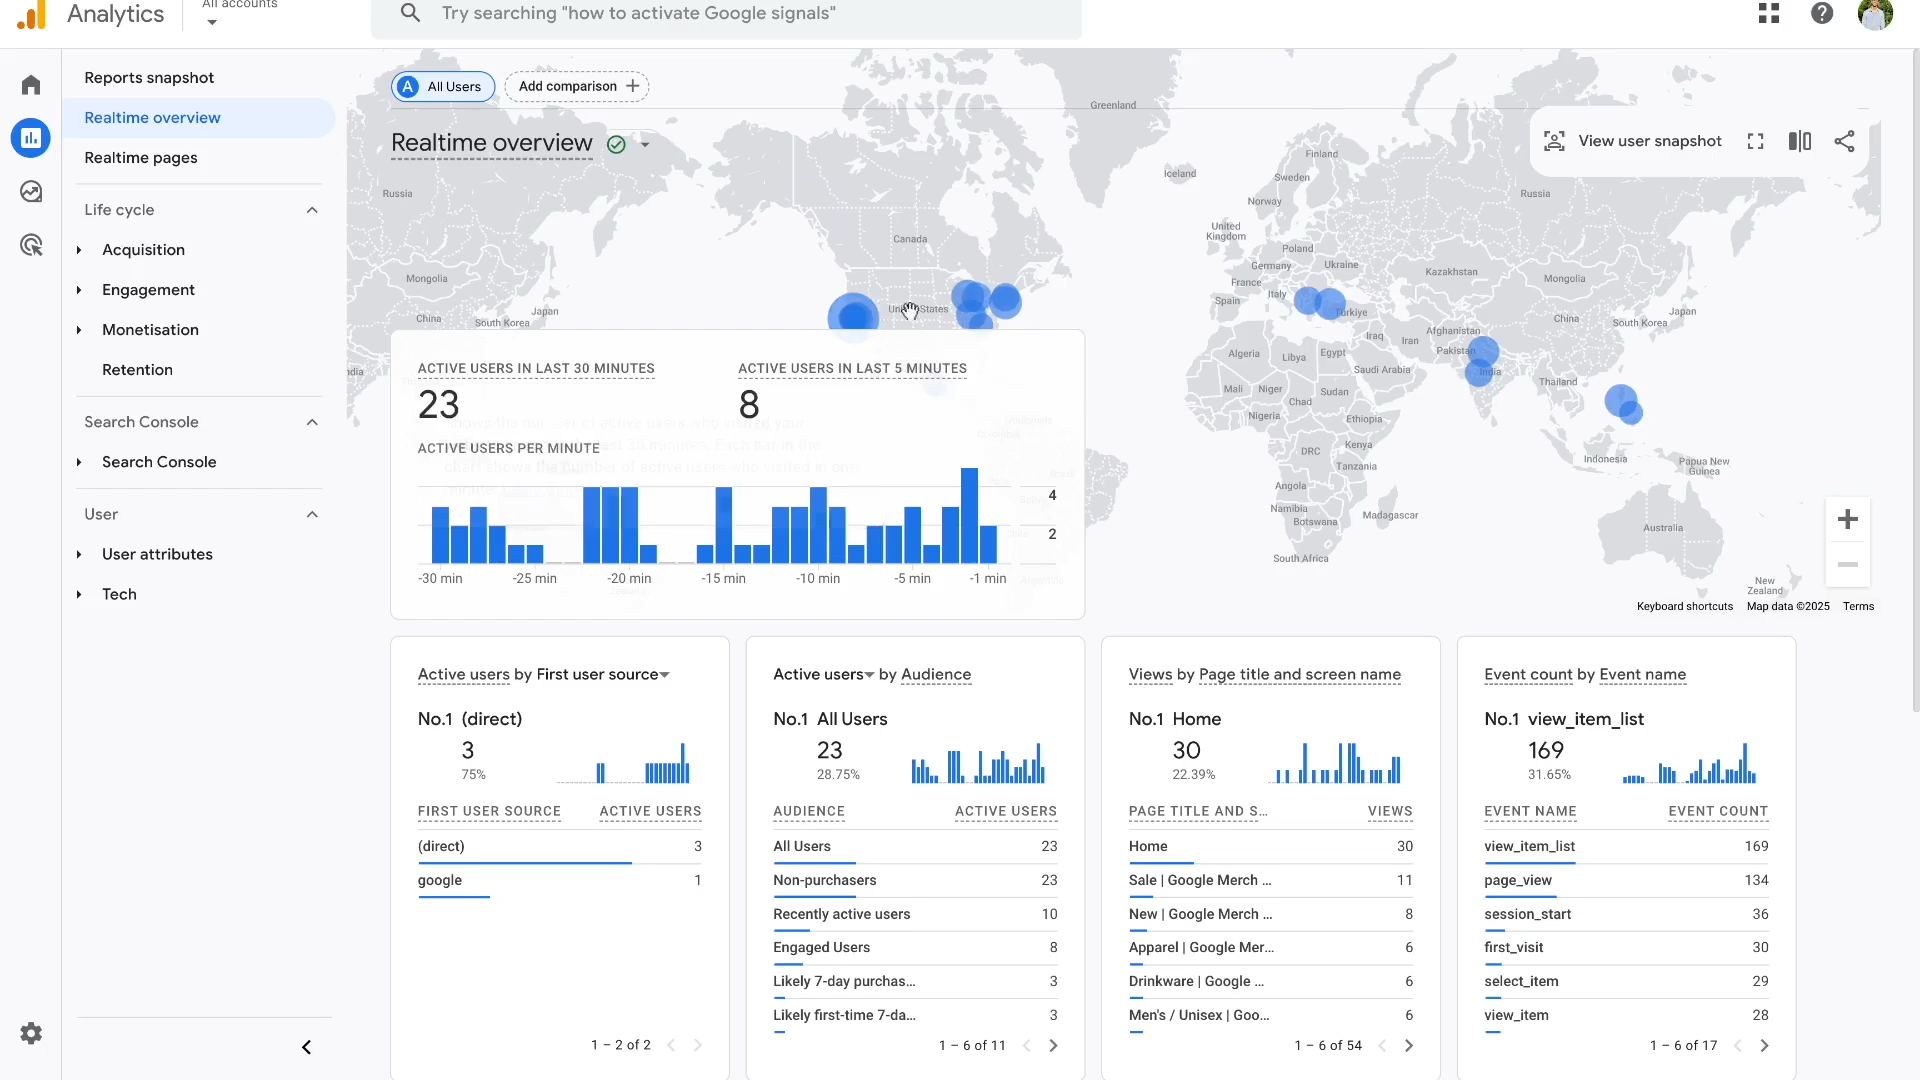 Analytics
All accounts
Try searching "how to activate Google signals"
Reports snapshot
Realtime overview
Realtime pages
Life cycle
Acquisition
Engagement
Monetisation
Retention
Search Console
Search Console
User
User attributes
Tech
A All Users
Add comparison
Realtime overview
View user snapshot
Greenland
Iceland
Finland
Sweden
Norway
Russia
Russia
United
Kingdom
Poland
Germany
Ukraine
France
Italy
Spain
Türkiye
Kazakhstan
Mongolia
Mongolia
China
China
Japan
Japan
South Korea
South Korea
Canada
United States
Afghanistan
Iraq
Iran
Pakistan
India
Thailand
Algeria
Libya
Egypt
Saudi Arabia
Mali
Niger
Chad
Sudan
Nigeria
Ethiopia
DRC
Kenya
Tanzania
Angola
Namibia
Botswana
Madagascar
South Africa
Indonesia
Papua New
Guinea
Australia
New
Zealand
Keyboard shortcuts
Map data ©2025
Terms
ACTIVE USERS IN LAST 30 MINUTES
23
ACTIVE USERS IN LAST 5 MINUTES
8
ACTIVE USERS PER MINUTE
4
2
-30 min
-25 min
-20 min
-15 min
-10 min
-5 min
-1 min
Active users by First user source
No.1 (direct)
3
75%
FIRST USER SOURCE ACTIVE USERS
(direct) 3
google 1
1 – 2 of 2
Active users by Audience
No.1 All Users
23
28.75%
AUDIENCE ACTIVE USERS
All Users 23
Non-purchasers 23
Recently active users 10
Engaged Users 8
Likely 7-day purchas... 3
Likely first-time 7-da... 3
1 – 6 of 11
Views by Page title and screen name
No.1 Home
30
22.39%
PAGE TITLE AND S... VIEWS
Home 30
Sale | Google Merch ... 11
New | Google Merch ... 8
Apparel | Google Mer... 6
Drinkware | Google ... 6
Men's / Unisex | Goo... 6
1 – 6 of 54
Event count by Event name
No.1 view_item_list
169
31.65%
EVENT NAME EVENT COUNT
view_item_list 169
page_view 134
session_start 36
first_visit 30
select_item 29
view_item 28
1 – 6 of 17